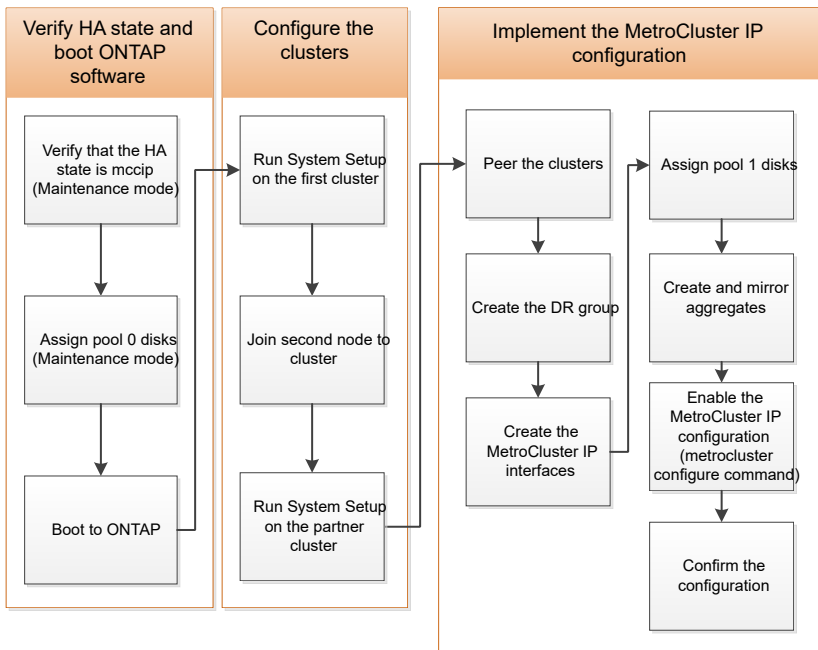 Verify HA state and
boot ONTAP
software
Verify that the HA
state is mccip
(Maintenance mode)
Assign pool 0 disks
(Maintenance mode)
Boot to ONTAP
Configure the
clusters
Run System Setup
on the first cluster
Join second node to
cluster
Run System Setup
on the partner
cluster
Implement the MetroCluster IP
configuration
Peer the clusters
Create the DR group
Create the
MetroCluster IP
interfaces
Assign pool 1 disks
Create and mirror
aggregates
Enable the
MetroCluster IP
configuration
(metrocluster
configure command)
Confirm the
configuration